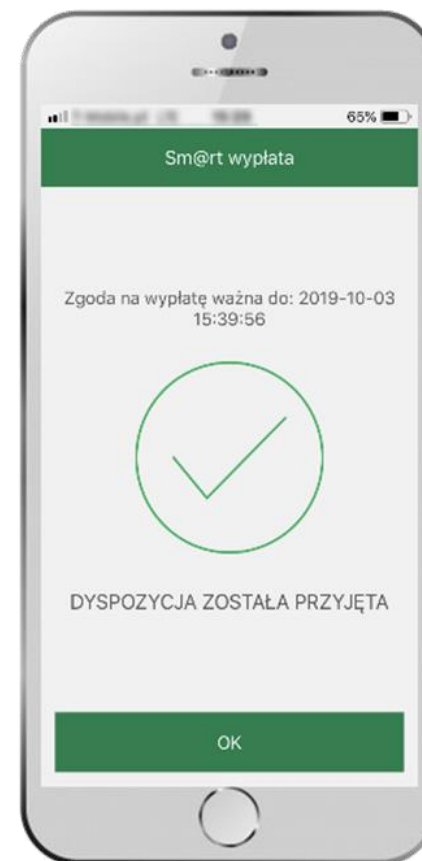 65%
Sm@rt wypłata
Zgoda na wypłatę ważna do: 2019-10-03
15:39:56
DYSPOZYCJA ZOSTAŁA PRZYJĘTA
OK